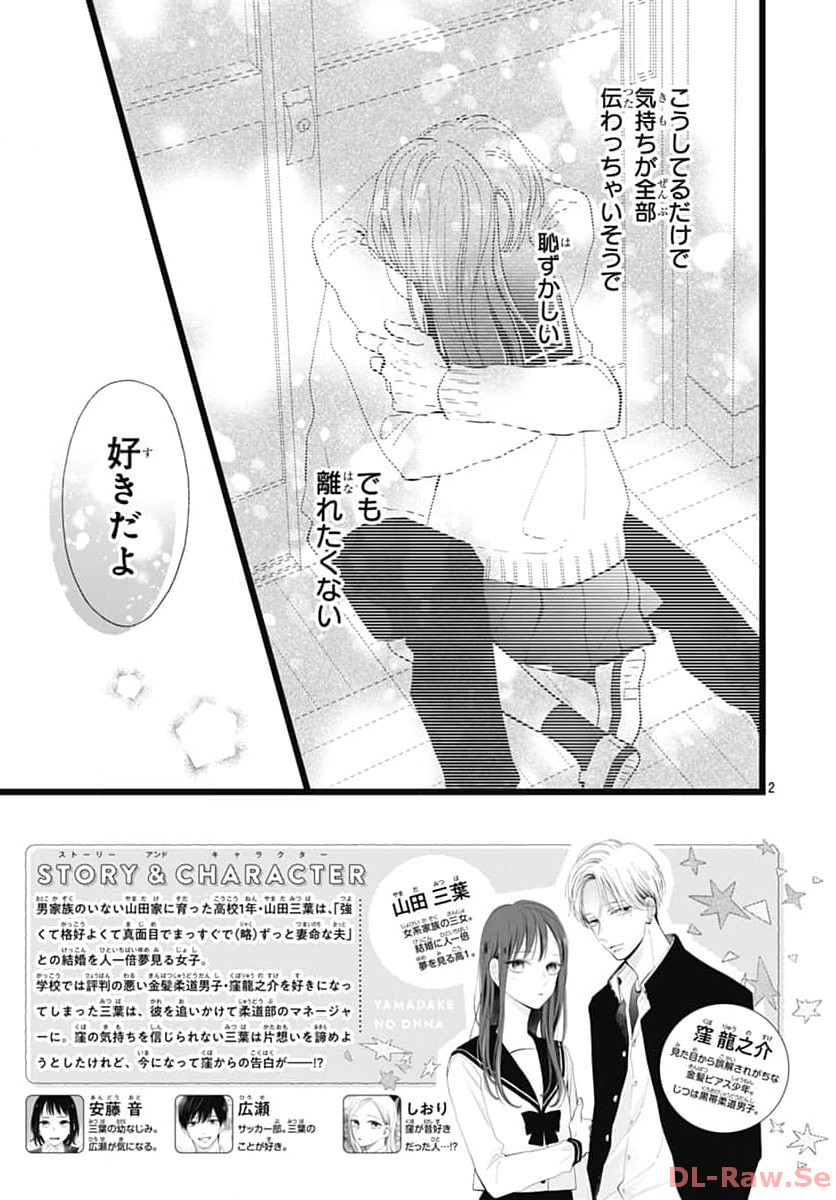 こうしてるだけで
気持ちが全部
伝わっちゃいそうで
恥ずかしい
でも
離れたくない
好きだよ
2
ストーリー アンド キャラクター
STORY & CHARACTER
男家族のいない山田家に育った高校1年・山田三葉は、「強
くて格好よくて真面目でまっすぐで(略)ずっと妻命な夫」
との結婚を人一倍夢見る女子。
学校では評判の悪い金髪柔道男子・窪龍之介を好きになっ
てしまった三葉は、彼を追いかけて柔道部のマネージャ
ーに。窪の気持ちを信じられない三葉は片想いを諦めよ
うとしたけれど、今になって窪からの告白が――!?
山田 三葉
女系家族の三女。
結婚に人一倍
夢を見る高1。
YAMADAKE
NO ONNA
窪 龍之介
見た目から誤解されがちな
金髪ピアス少年。
じつは黒帯柔道男子。
安藤 音
三葉の幼なじみ。
広瀬が気になる。
広瀬
サッカー部。三葉の
ことが好き。
しおり
窪が昔好き
だった人…!?
DL-Raw.Se